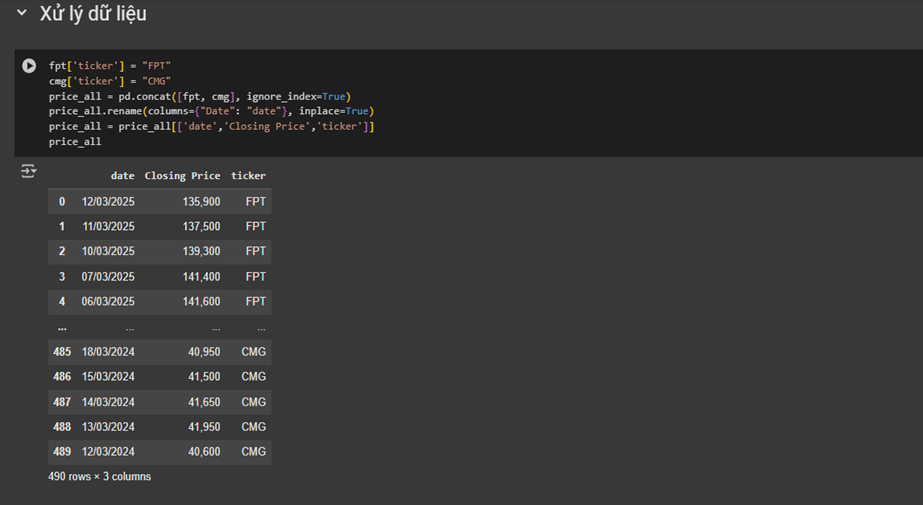 Xử lý dữ liệu
fpt['ticker'] = "FPT"
cmg['ticker'] = "CMG"
price_all = pd.concat([fpt, cmg], ignore_index=True)
price_all.rename(columns={"Date": "date"}, inplace=True)
price_all = price_all[['date','Closing Price','ticker']]
price_all
date Closing Price ticker
0 12/03/2025 135,900 FPT
1 11/03/2025 137,500 FPT
2 10/03/2025 139,300 FPT
3 07/03/2025 141,400 FPT
4 06/03/2025 141,600 FPT
... ... ... ...
485 18/03/2024 40,950 CMG
486 15/03/2024 41,500 CMG
487 14/03/2024 41,650 CMG
488 13/03/2024 41,950 CMG
489 12/03/2024 40,600 CMG
490 rows × 3 columns